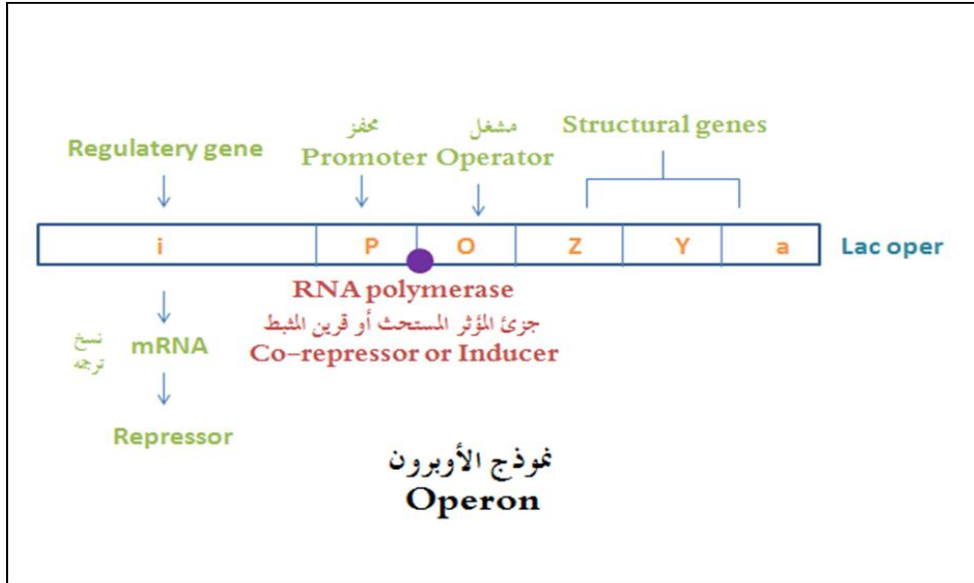 محفز
مشغل
Structural genes
Regulatery gene
Promoter Operator
i P O Z Y a
Lac oper
RNA polymerase
جزئ المؤثر المستحث أو قرين المثبط
Co-repressor or Inducer
نسخ
ترجمه
mRNA
Repressor
نموذج الأوبرون
Operon